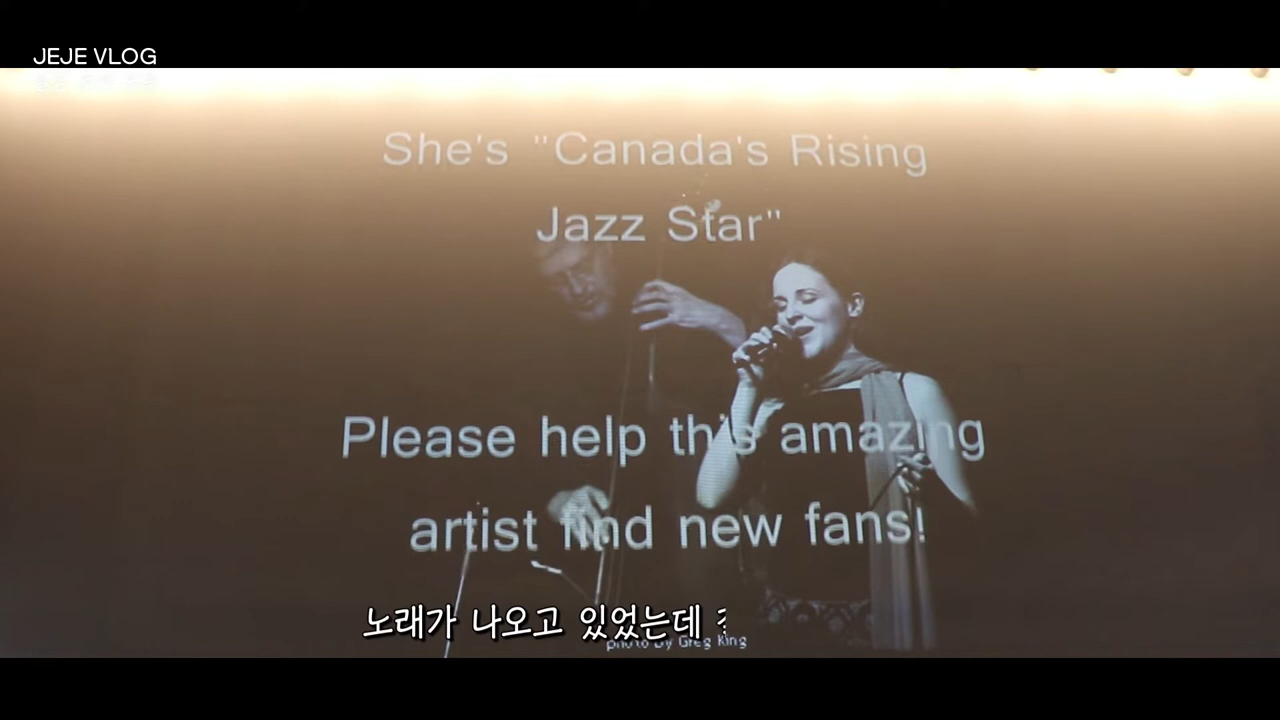 JEJE VLOG
She's "Canada's Rising
Jazz Star"
Please help this amazing
artist find new fans!
노래가 나오고 있었는데
photo by Greg King